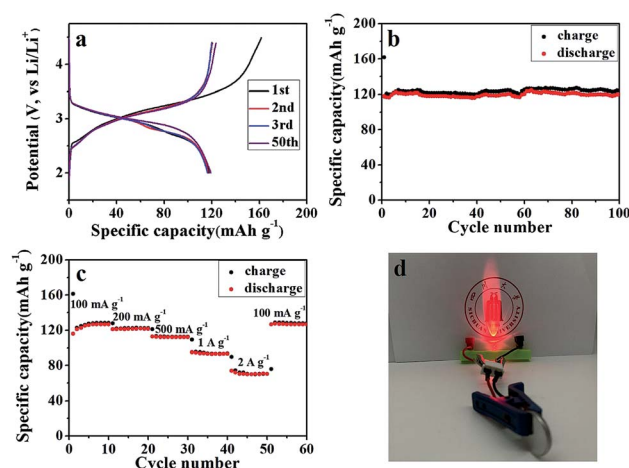 a
Potential (V, vs Li/Li⁺)
4
3
2
1st
2nd
3rd
50th
0 40 80 120 160 200
Specific capacity(mAh g⁻¹)
b
Specific capacity(mAh g⁻¹)
200
160
120
80
40
0
charge
discharge
0 20 40 60 80 100
Cycle number
c
Specific capacity(mAh g⁻¹)
200
160
120
80
40
0
charge
discharge
100 mA g⁻¹
200 mA g⁻¹
500 mA g⁻¹
1 A g⁻¹
2 A g⁻¹
100 mA g⁻¹
0 10 20 30 40 50 60
Cycle number
d
UNIVERSITY